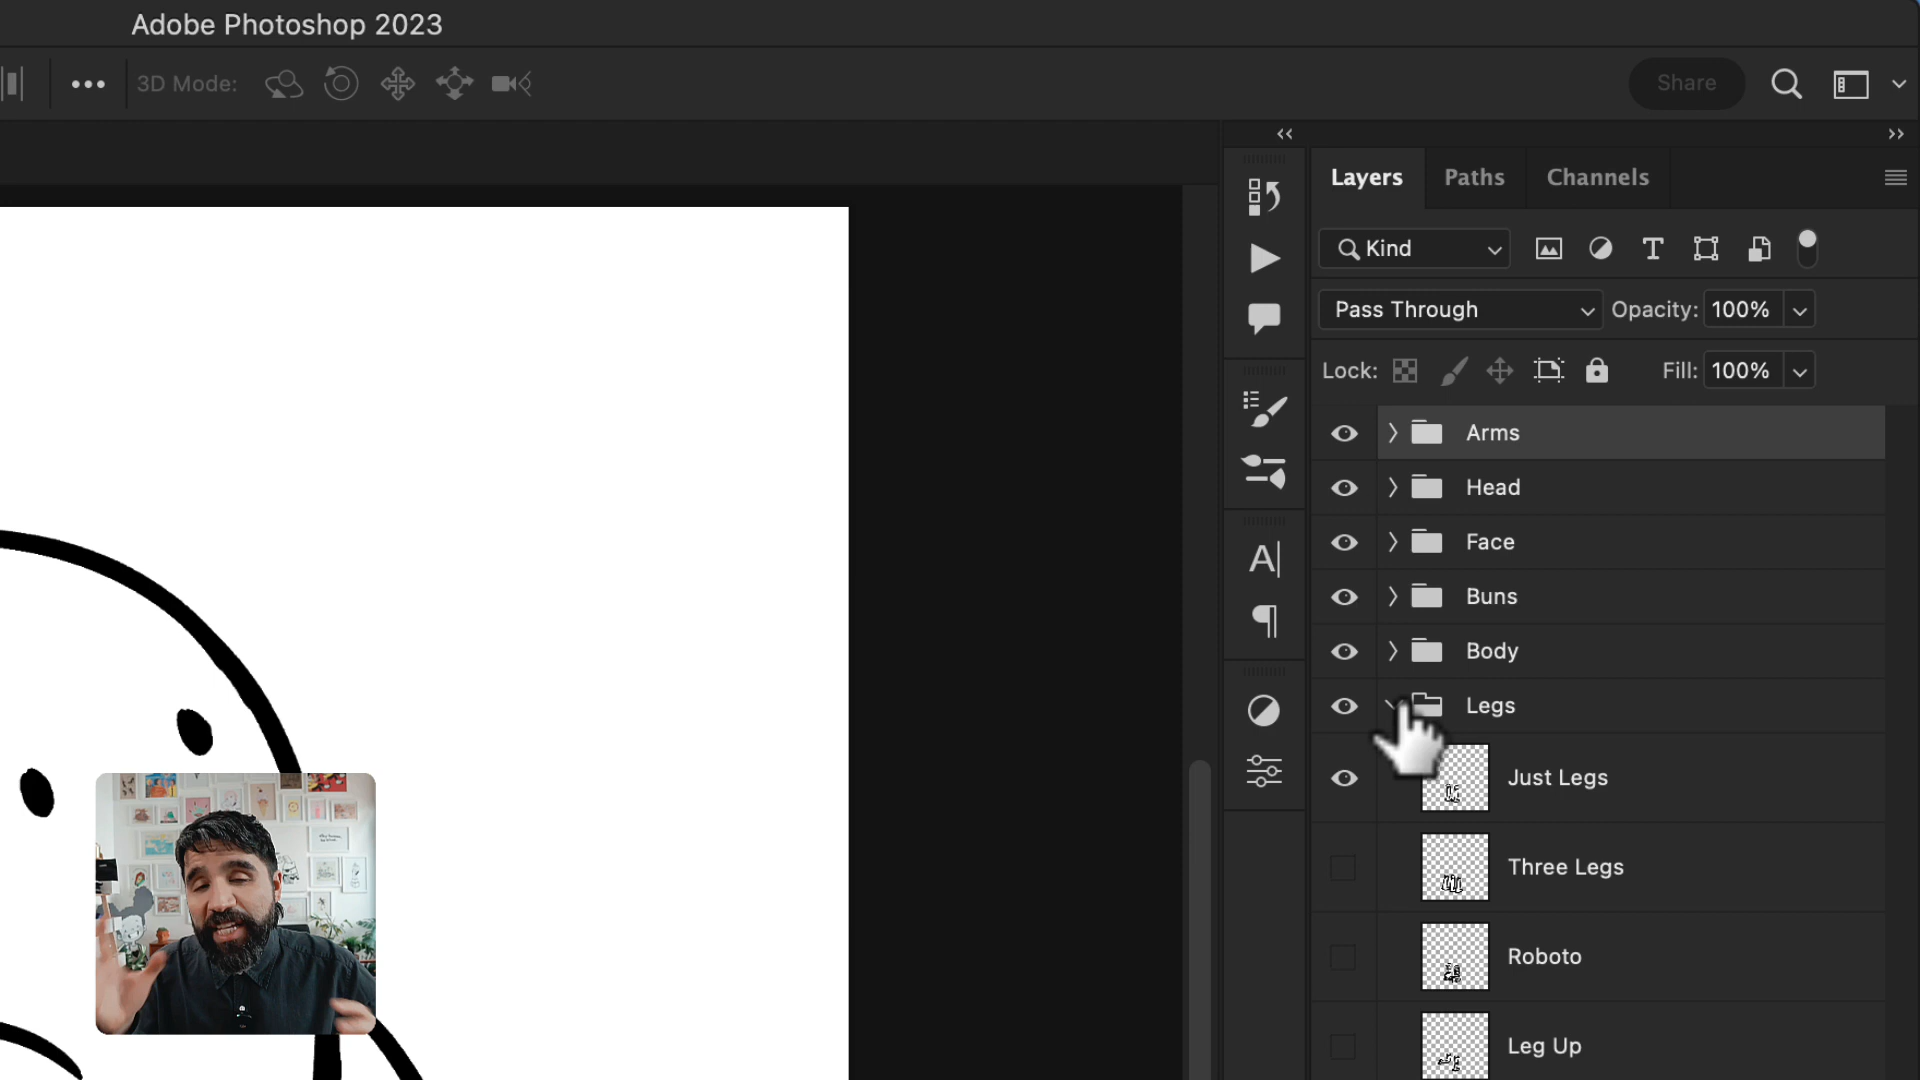 Adobe Photoshop 2023
3D Mode:
Share
Layers
Paths
Channels
Kind
Pass Through
Opacity: 100%
Lock:
Fill: 100%
Arms
Head
Face
Buns
Body
Legs
Just Legs
Three Legs
Roboto
Leg Up